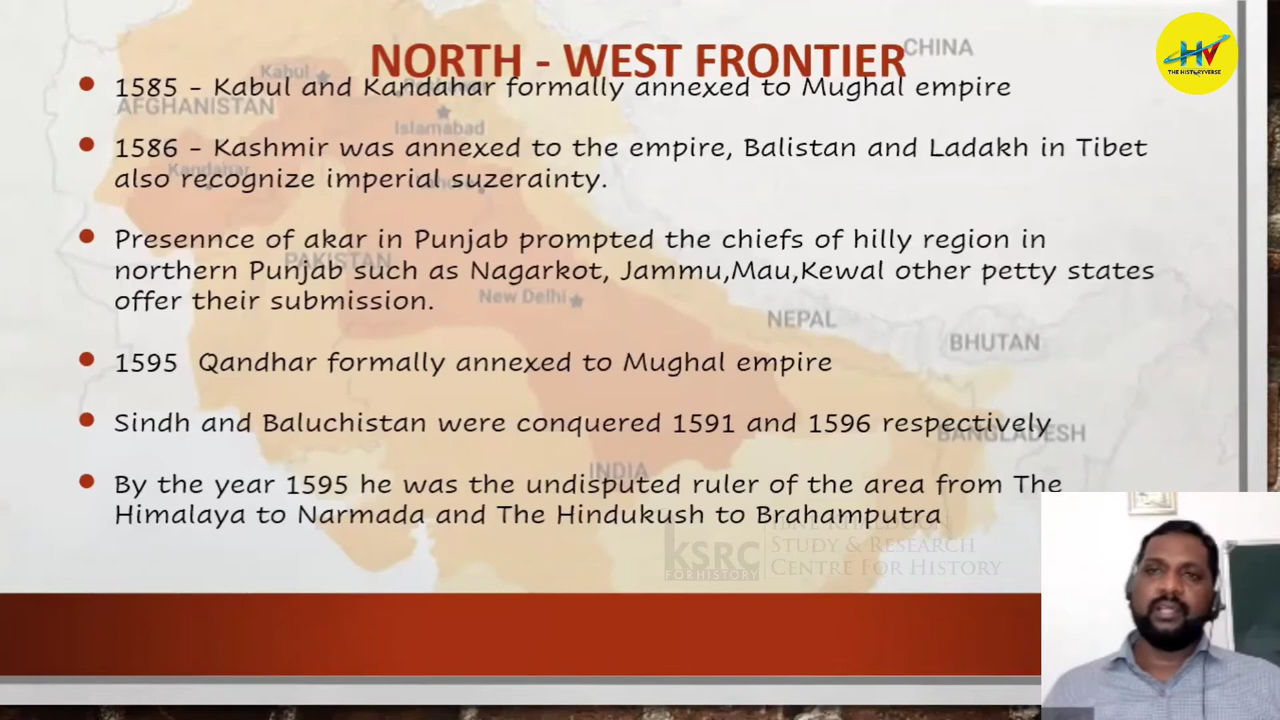 NORTH - WEST FRONTIER
HV
THE HISTORYVERSE
1585 - Kabul and Kandahar formally annexed to Mughal empire
1586 - Kashmir was annexed to the empire, Balistan and Ladakh in Tibet
also recognize imperial suzerainty.
Presennce of akar in Punjab prompted the chiefs of hilly region in
northern Punjab such as Nagarkot, Jammu,Mau,Kewal other petty states
offer their submission.
1595 Qandhar formally annexed to Mughal empire
Sindh and Baluchistan were conquered 1591 and 1596 respectively
By the year 1595 he was the undisputed ruler of the area from The
Himalaya to Narmada and The Hindukush to Brahamputra
CHINA
Kabul
AFGHANISTAN
Islamabad
Kandahar
PAKISTAN
New Delhi
NEPAL
BHUTAN
BANGLADESH
INDIA
KSRC
FOR HISTORY
STUDY & RESEARCH
CENTRE FOR HISTORY